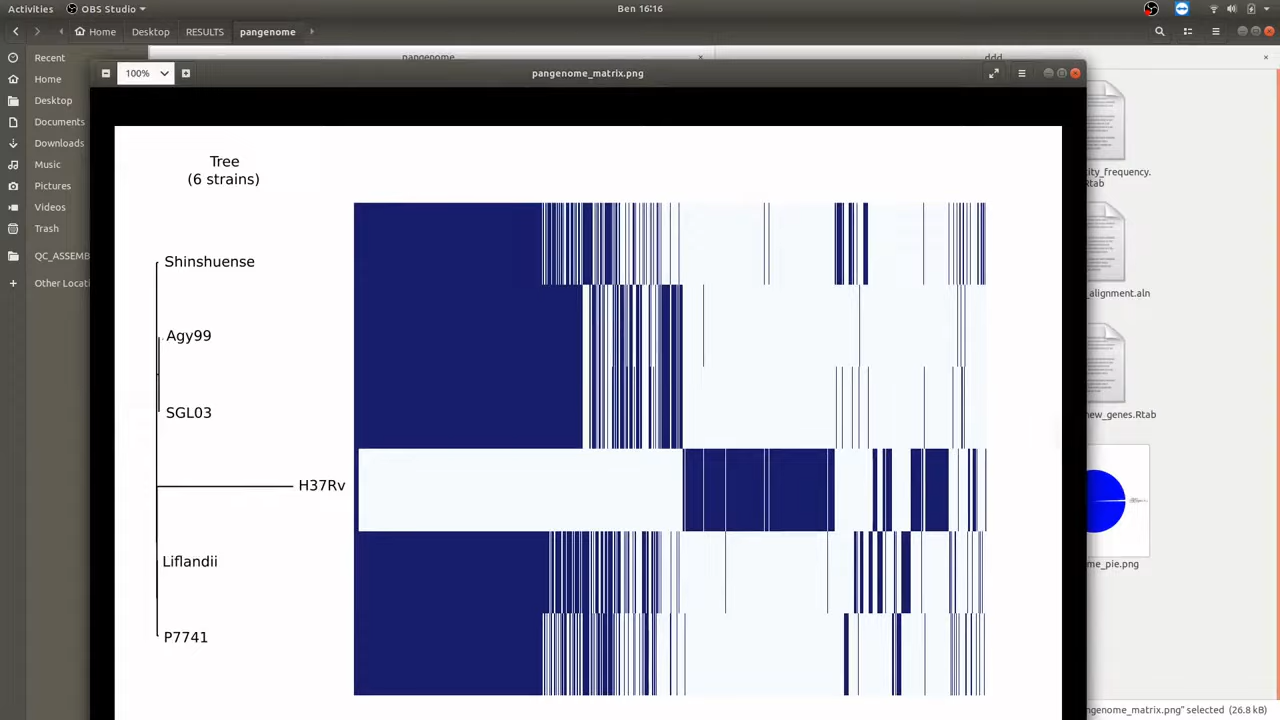 Activities
OBS Studio
Ben 16:16
Home
Desktop
RESULTS
pangenome
Recent
Home
Desktop
Documents
Downloads
Music
Pictures
Videos
Trash
QC_ASSEMB
Other Locati
100%
pangenome_matrix.png
Tree
(6 strains)
Shinshuense
Agy99
SGL03
H37Rv
Liflandii
P7741
ity_frequency.
Rtab
_alignment.aln
new_genes.Rtab
me_pie.png
ngenome_matrix.png" selected (26.8 kB)